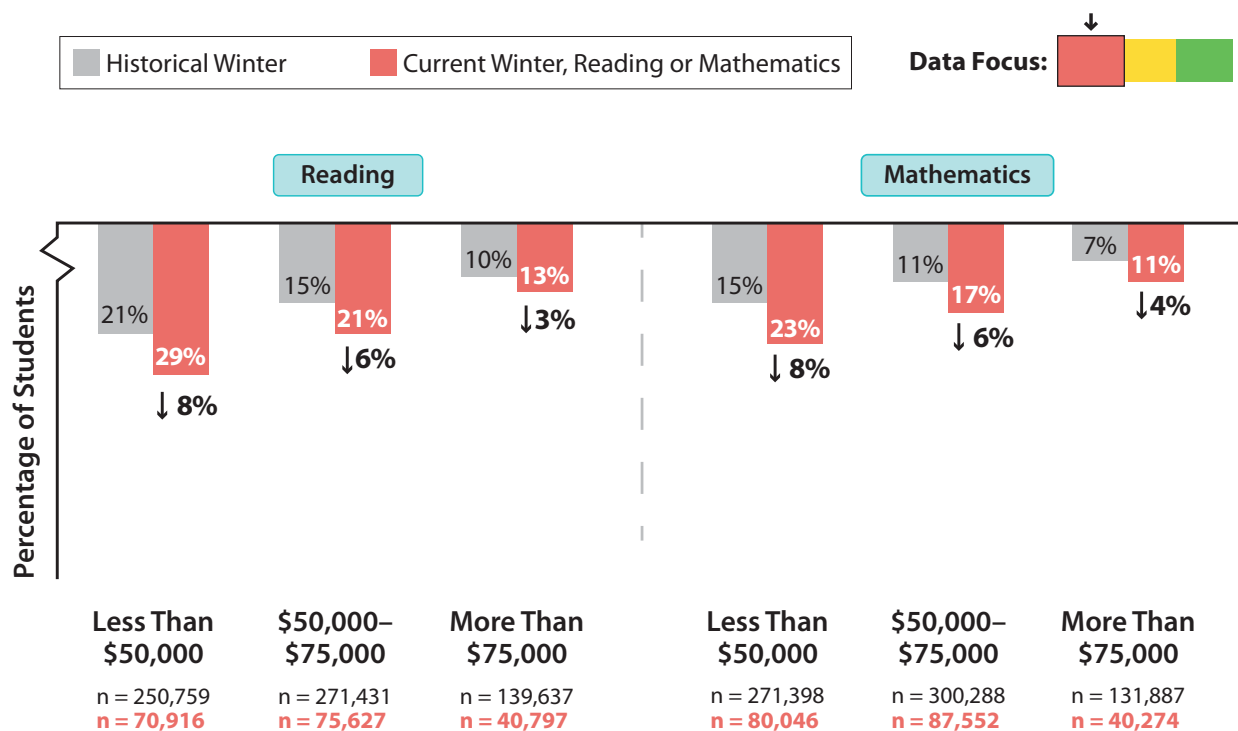 Historical Winter
Current Winter, Reading or Mathematics
Data Focus:
↓
Reading
Mathematics
Percentage of Students
21%
29%
↓ 8%
15%
21%
↓6%
10%
13%
↓3%
15%
23%
↓ 8%
11%
17%
↓ 6%
7%
11%
↓4%
Less Than
$50,000
n = 250,759
n = 70,916
$50,000–
$75,000
n = 271,431
n = 75,627
More Than
$75,000
n = 139,637
n = 40,797
Less Than
$50,000
n = 271,398
n = 80,046
$50,000–
$75,000
n = 300,288
n = 87,552
More Than
$75,000
n = 131,887
n = 40,274